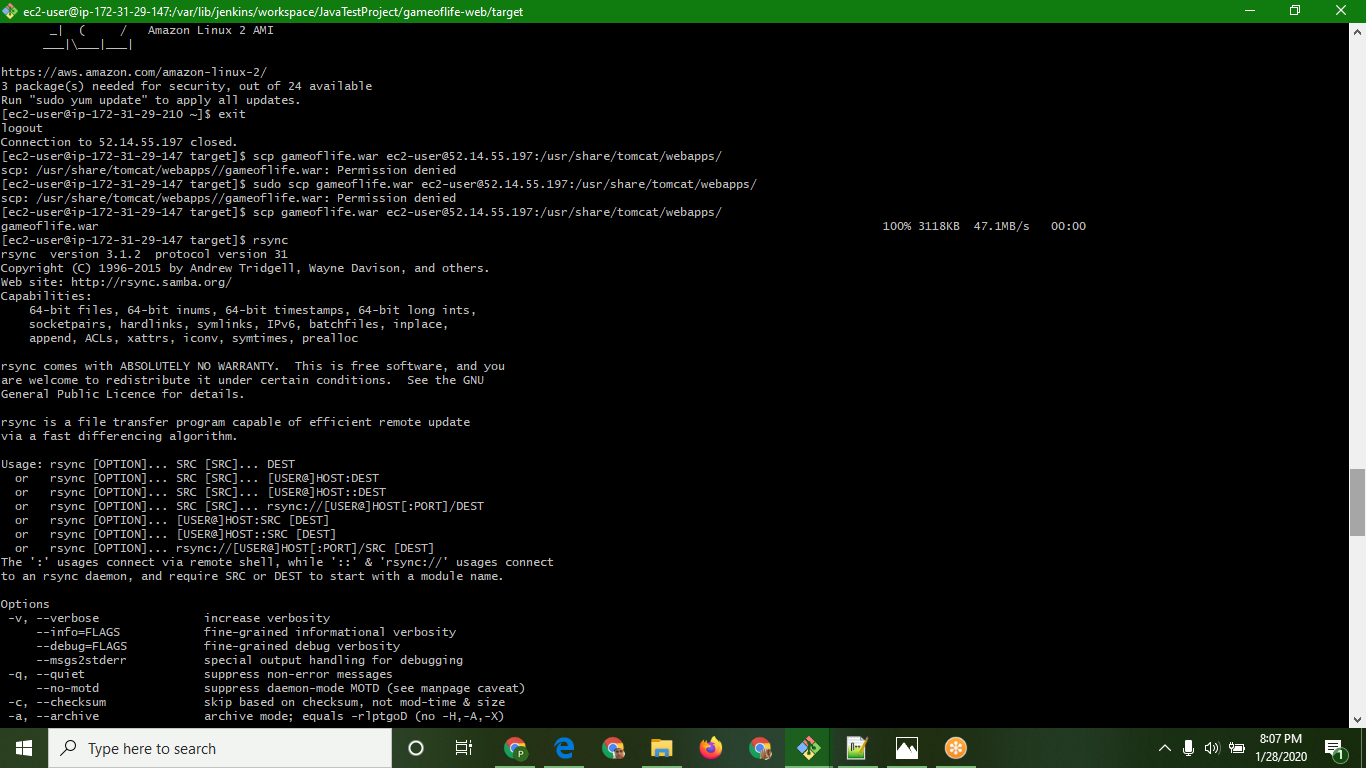 ec2-user@ip-172-31-29-147:/var/lib/jenkins/workspace/JavaTestProject/gameoflife-web/target
_|  (     /   Amazon Linux 2 AMI
___|\___|___|
https://aws.amazon.com/amazon-linux-2/
3 package(s) needed for security, out of 24 available
Run "sudo yum update" to apply all updates.
[ec2-user@ip-172-31-29-210 ~]$ exit
logout
Connection to 52.14.55.197 closed.
[ec2-user@ip-172-31-29-147 target]$ scp gameoflife.war ec2-user@52.14.55.197:/usr/share/tomcat/webapps/
scp: /usr/share/tomcat/webapps//gameoflife.war: Permission denied
[ec2-user@ip-172-31-29-147 target]$ sudo scp gameoflife.war ec2-user@52.14.55.197:/usr/share/tomcat/webapps/
scp: /usr/share/tomcat/webapps//gameoflife.war: Permission denied
[ec2-user@ip-172-31-29-147 target]$ scp gameoflife.war ec2-user@52.14.55.197:/usr/share/tomcat/webapps/
gameoflife.war 100% 3118KB 47.1MB/s 00:00
[ec2-user@ip-172-31-29-147 target]$ rsync
rsync  version 3.1.2  protocol version 31
Copyright (C) 1996-2015 by Andrew Tridgell, Wayne Davison, and others.
Web site: http://rsync.samba.org/
Capabilities:
    64-bit files, 64-bit inums, 64-bit timestamps, 64-bit long ints,
    socketpairs, hardlinks, symlinks, IPv6, batchfiles, inplace,
    append, ACLs, xattrs, iconv, symtimes, prealloc
rsync comes with ABSOLUTELY NO WARRANTY.  This is free software, and you
are welcome to redistribute it under certain conditions.  See the GNU
General Public Licence for details.
rsync is a file transfer program capable of efficient remote update
via a fast differencing algorithm.
Usage: rsync [OPTION]... SRC [SRC]... DEST
  or   rsync [OPTION]... SRC [SRC]... [USER@]HOST:DEST
  or   rsync [OPTION]... SRC [SRC]... [USER@]HOST::DEST
  or   rsync [OPTION]... SRC [SRC]... rsync://[USER@]HOST[:PORT]/DEST
  or   rsync [OPTION]... [USER@]HOST:SRC [DEST]
  or   rsync [OPTION]... [USER@]HOST::SRC [DEST]
  or   rsync [OPTION]... rsync://[USER@]HOST[:PORT]/SRC [DEST]
The ':' usages connect via remote shell, while '::' & 'rsync://' usages connect
to an rsync daemon, and require SRC or DEST to start with a module name.
Options
 -v, --verbose               increase verbosity
     --info=FLAGS            fine-grained informational verbosity
     --debug=FLAGS           fine-grained debug verbosity
     --msgs2stderr           special output handling for debugging
 -q, --quiet                 suppress non-error messages
     --no-motd               suppress daemon-mode MOTD (see manpage caveat)
 -c, --checksum              skip based on checksum, not mod-time & size
 -a, --archive               archive mode; equals -rlptgoD (no -H,-A,-X)
Type here to search
P
8:07 PM
1/28/2020
1